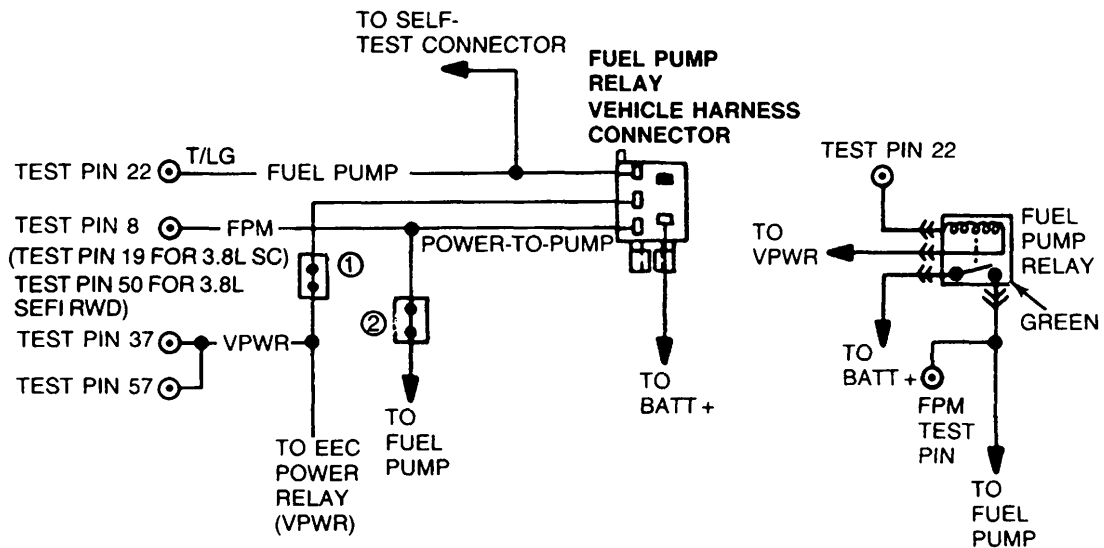 TO SELF-
TEST CONNECTOR
FUEL PUMP
RELAY
VEHICLE HARNESS
CONNECTOR
TEST PIN 22
T/LG
FUEL PUMP
TEST PIN 8
FPM
POWER-TO-PUMP
(TEST PIN 19 FOR 3.8L SC)
TEST PIN 50 FOR 3.8L
SEFI RWD)
①
②
TEST PIN 37
VPWR
TEST PIN 57
TO EEC
POWER
RELAY
(VPWR)
TO
FUEL
PUMP
TO
BATT +
TEST PIN 22
TO
VPWR
FUEL
PUMP
RELAY
GREEN
TO
BATT +
FPM
TEST
PIN
TO
FUEL
PUMP